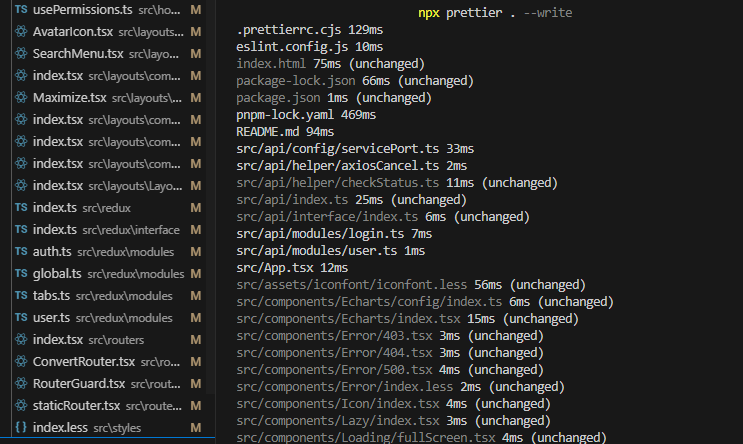 TS usePermissions.ts src\ho... M
AvatarIcon.tsx src\layouts... M
SearchMenu.tsx src\layo... M
index.tsx src\layouts\com... M
Maximize.tsx src\layouts\... M
index.tsx src\layouts\com... M
index.tsx src\layouts\com... M
index.tsx src\layouts\com... M
index.tsx src\layouts\Layo... M
TS index.ts src\redux M
TS index.ts src\redux\interface M
TS auth.ts src\redux\modules M
TS global.ts src\redux\modules M
TS tabs.ts src\redux\modules M
TS user.ts src\redux\modules M
index.tsx src\routers M
ConvertRouter.tsx src\ro... M
RouterGuard.tsx src\rout... M
staticRouter.tsx src\route... M
{ } index.less src\styles M
npx prettier . --write
.prettierrc.cjs 129ms
eslint.config.js 10ms
index.html 75ms (unchanged)
package-lock.json 66ms (unchanged)
package.json 1ms (unchanged)
pnpm-lock.yaml 469ms
README.md 94ms
src/api/config/servicePort.ts 33ms
src/api/helper/axiosCancel.ts 2ms
src/api/helper/checkStatus.ts 11ms (unchanged)
src/api/index.ts 25ms (unchanged)
src/api/interface/index.ts 6ms (unchanged)
src/api/modules/login.ts 7ms
src/api/modules/user.ts 1ms
src/App.tsx 12ms
src/assets/iconfont/iconfont.less 56ms (unchanged)
src/components/Echarts/config/index.ts 6ms (unchanged)
src/components/Echarts/index.tsx 15ms (unchanged)
src/components/Error/403.tsx 3ms (unchanged)
src/components/Error/404.tsx 3ms (unchanged)
src/components/Error/500.tsx 4ms (unchanged)
src/components/Error/index.less 2ms (unchanged)
src/components/Icon/index.tsx 4ms (unchanged)
src/components/Lazy/index.tsx 3ms (unchanged)
src/components/Loading/fullScreen.tsx 4ms (unchanged)